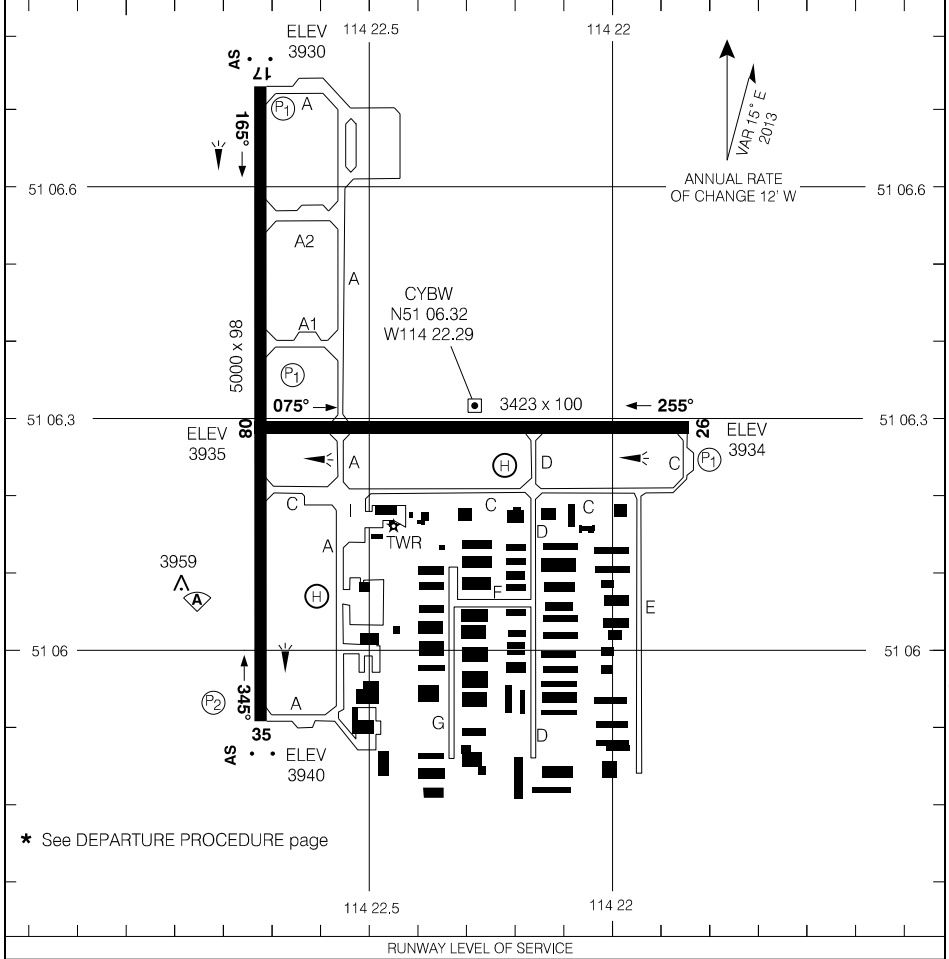 114 22.5
114 22
ELEV
3930
AS
17
P1
A
165°
VAR 15° E
2013
ANNUAL RATE
OF CHANGE 12' W
51 06.6
51 06.6
A2
A
CYBW
N51 06.32
W114 22.29
A1
5000 x 98
P1
075°
3423 x 100
255°
51 06.3
51 06.3
08
26
ELEV
3935
ELEV
3934
A
H
D
C
P1
C
I
C
C
A
TWR
D
3959
A
H
F
E
51 06
51 06
345°
P2
A
G
D
35
AS
ELEV
3940
* See DEPARTURE PROCEDURE page
114 22.5
114 22
RUNWAY LEVEL OF SERVICE